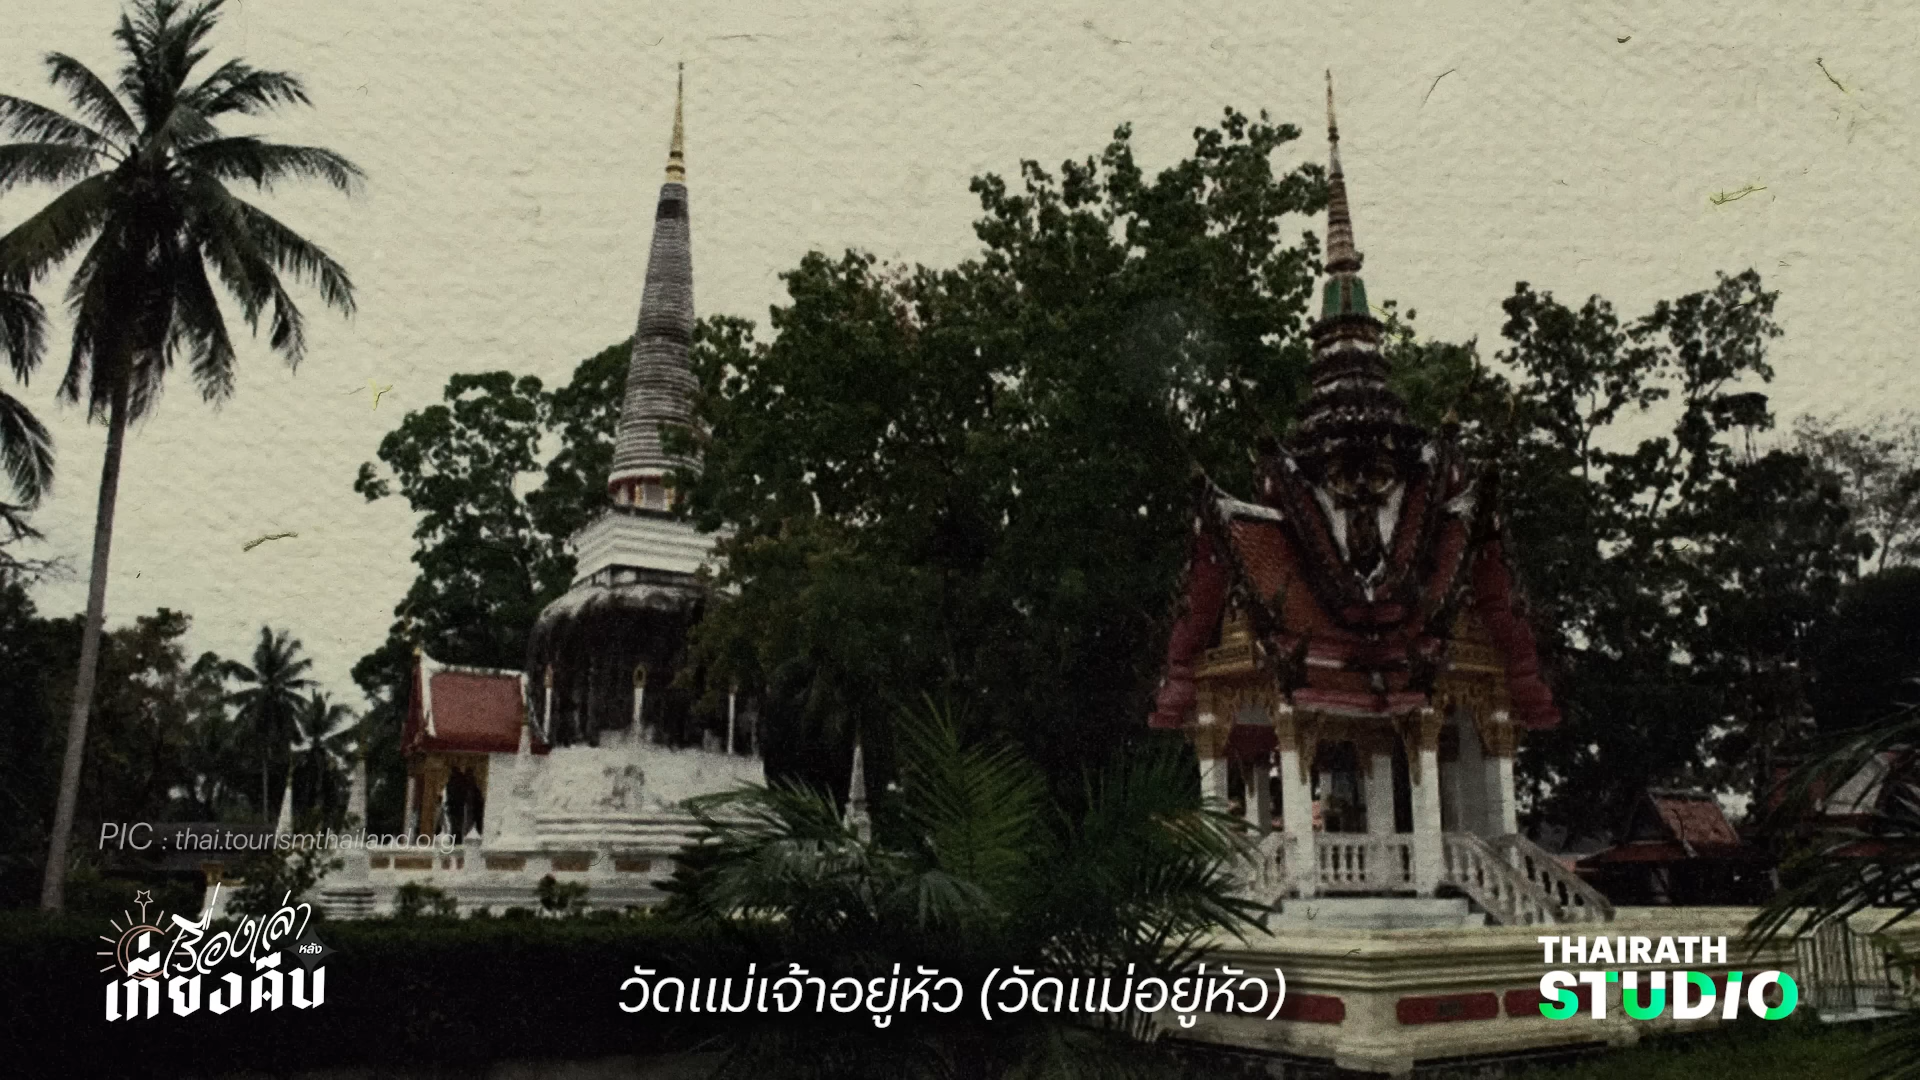 PIC : thai.tourismthailand.org
เรื่องเล่า
หลัง
เที่ยงคืน
วัดแม่เจ้าอยู่หัว (วัดแม่อยู่หัว)
THAIRATH
STUDIO